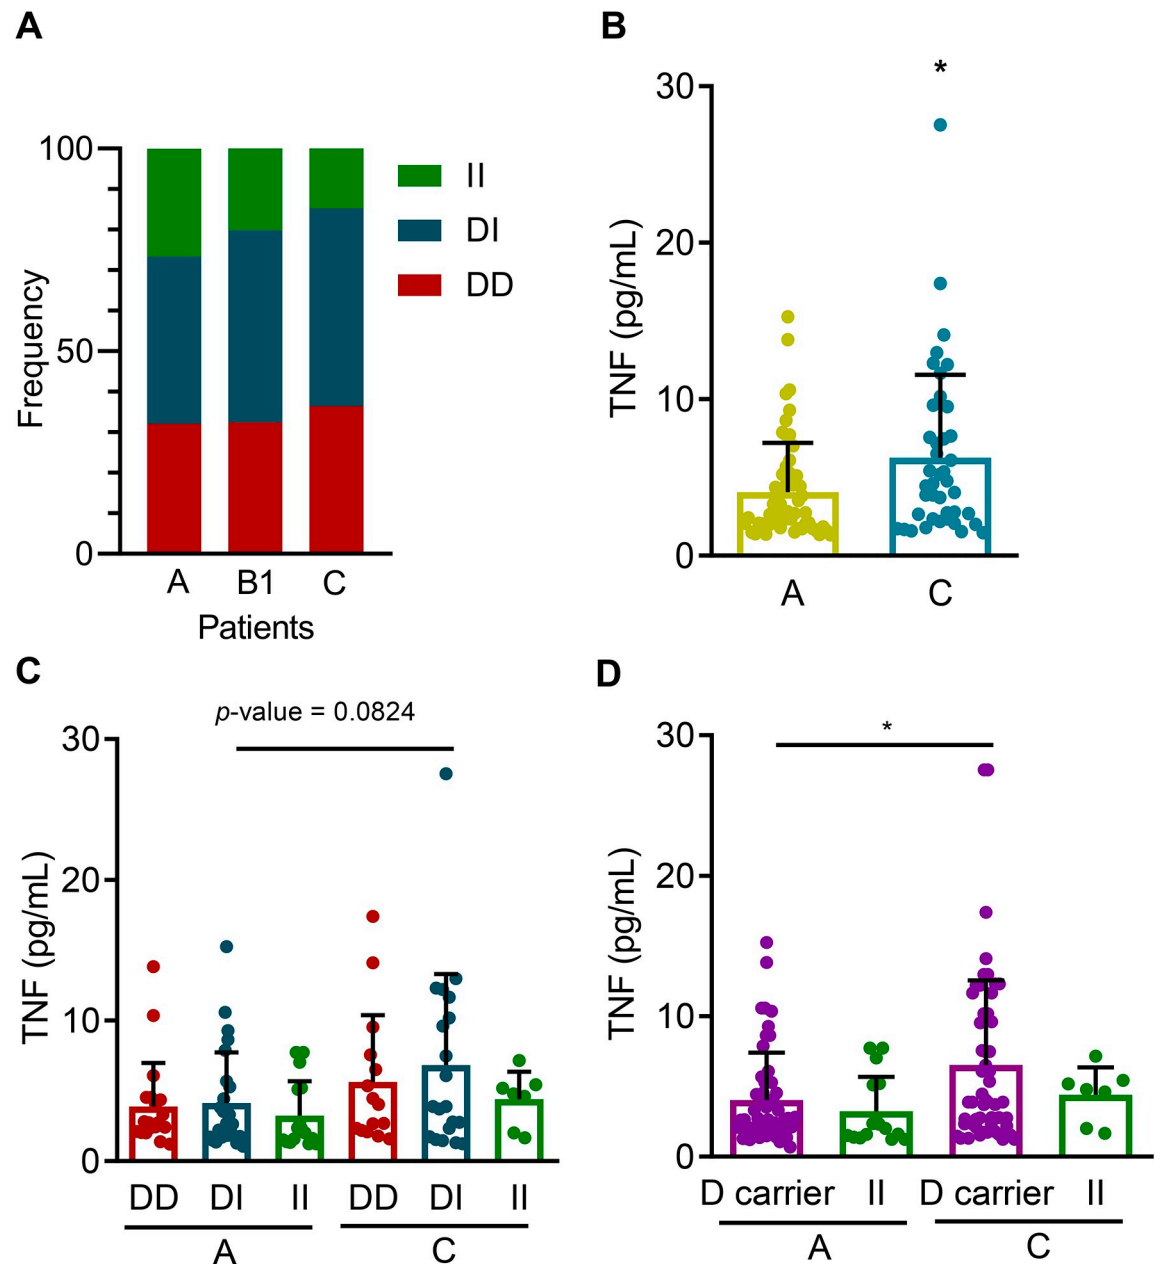 A
100
50
0
Frequency
A B1 C
Patients
II
DI
DD
B
*
30
20
10
0
TNF (pg/mL)
A C
C
p-value = 0.0824
30
20
10
0
TNF (pg/mL)
DD DI II DD DI II
A C
D
*
30
20
10
0
TNF (pg/mL)
D carrier II D carrier II
A C